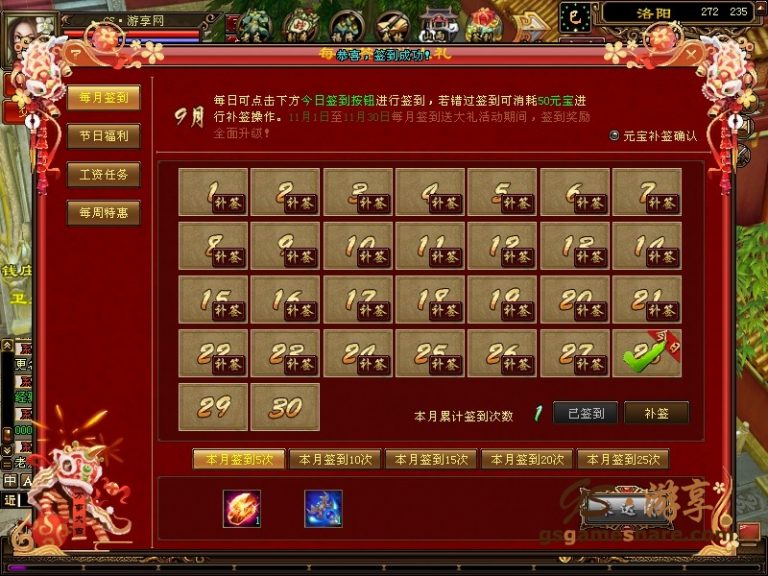 GS·游享网
洛阳 272 235
恭喜，签到成功！
每月签到
节日福利
工资任务
每周特惠
9月
每日可点击下方今日签到按钮进行签到，若错过签到可消耗50元宝进
行补签操作。11月1日至11月30日每月签到送大礼活动期间，签到奖励
全面升级！
元宝补签确认
1 补签 2 补签 3 补签 4 补签 5 补签 6 补签 7 补签
8 补签 9 补签 10 补签 11 补签 12 补签 13 补签 14 补签
15 补签 16 补签 17 补签 18 补签 19 补签 20 补签 21 补签
22 补签 23 补签 24 补签 25 补签 26 补签 27 补签
29 30
本月累计签到次数 1 已签到 补签
本月签到5次 本月签到10次 本月签到15次 本月签到20次 本月签到25次
1
GS·游享